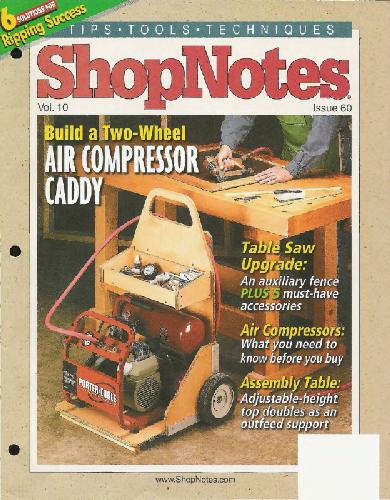 6 SOLUTIONS FOR
Ripping Success
TIPS • TOOLS • TECHNIQUES
ShopNotes®
Vol. 10
Issue 60
Build a Two-Wheel
AIR COMPRESSOR
CADDY
Table Saw
Upgrade:
An auxiliary fence
PLUS 5 must-have
accessories
Air Compressors:
What you need to
know before you buy
Assembly Table:
Adjustable-height
top doubles as an
outfeed support
PORTER-CABLE
www.ShopNotes.com